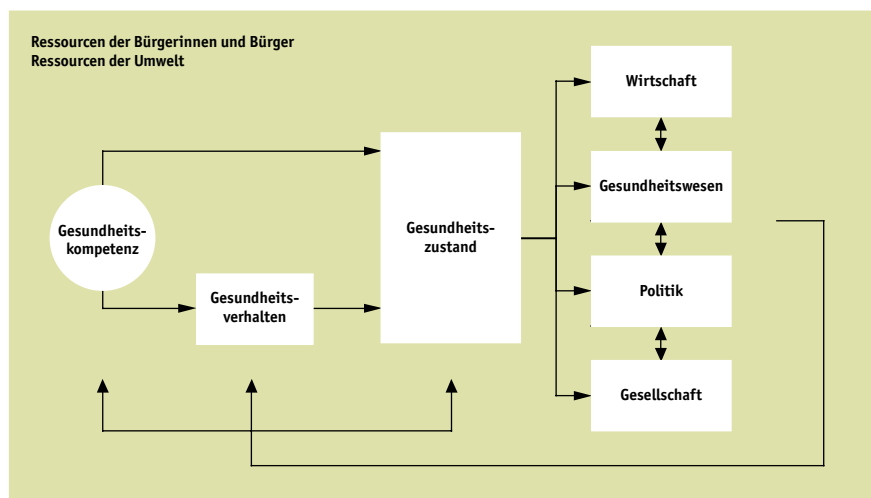 Ressourcen der Bürgerinnen und Bürger
Ressourcen der Umwelt
Gesundheits-
kompetenz
Gesundheits-
verhalten
Gesundheits-
zustand
Wirtschaft
Gesundheitswesen
Politik
Gesellschaft